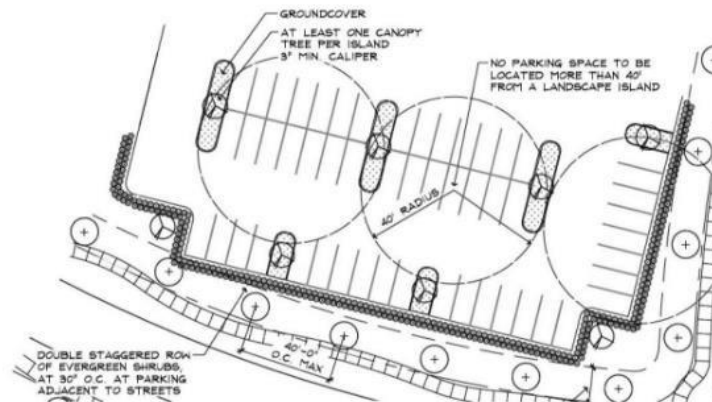 GROUNDCOVER
AT LEAST ONE CANOPY
TREE PER ISLAND
3" MIN. CALIPER
NO PARKING SPACE TO BE
LOCATED MORE THAN 40'
FROM A LANDSCAPE ISLAND
40' RADIUS
40'-0"
O.C. MAX
DOUBLE STAGGERED ROW
OF EVERGREEN SHRUBS,
AT 30" O.C. AT PARKING
ADJACENT TO STREETS